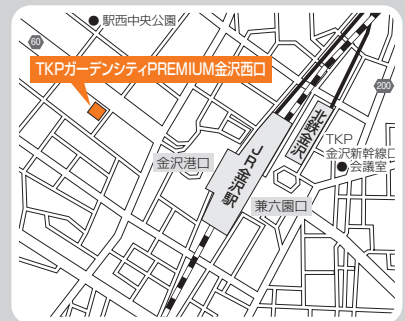 駅西中央公園
60
TKPガーデンシティPREMIUM金沢西口
200
北鉄金沢
TKP
金沢新幹線口
会議室
JR金沢駅
金沢港口
兼六園口